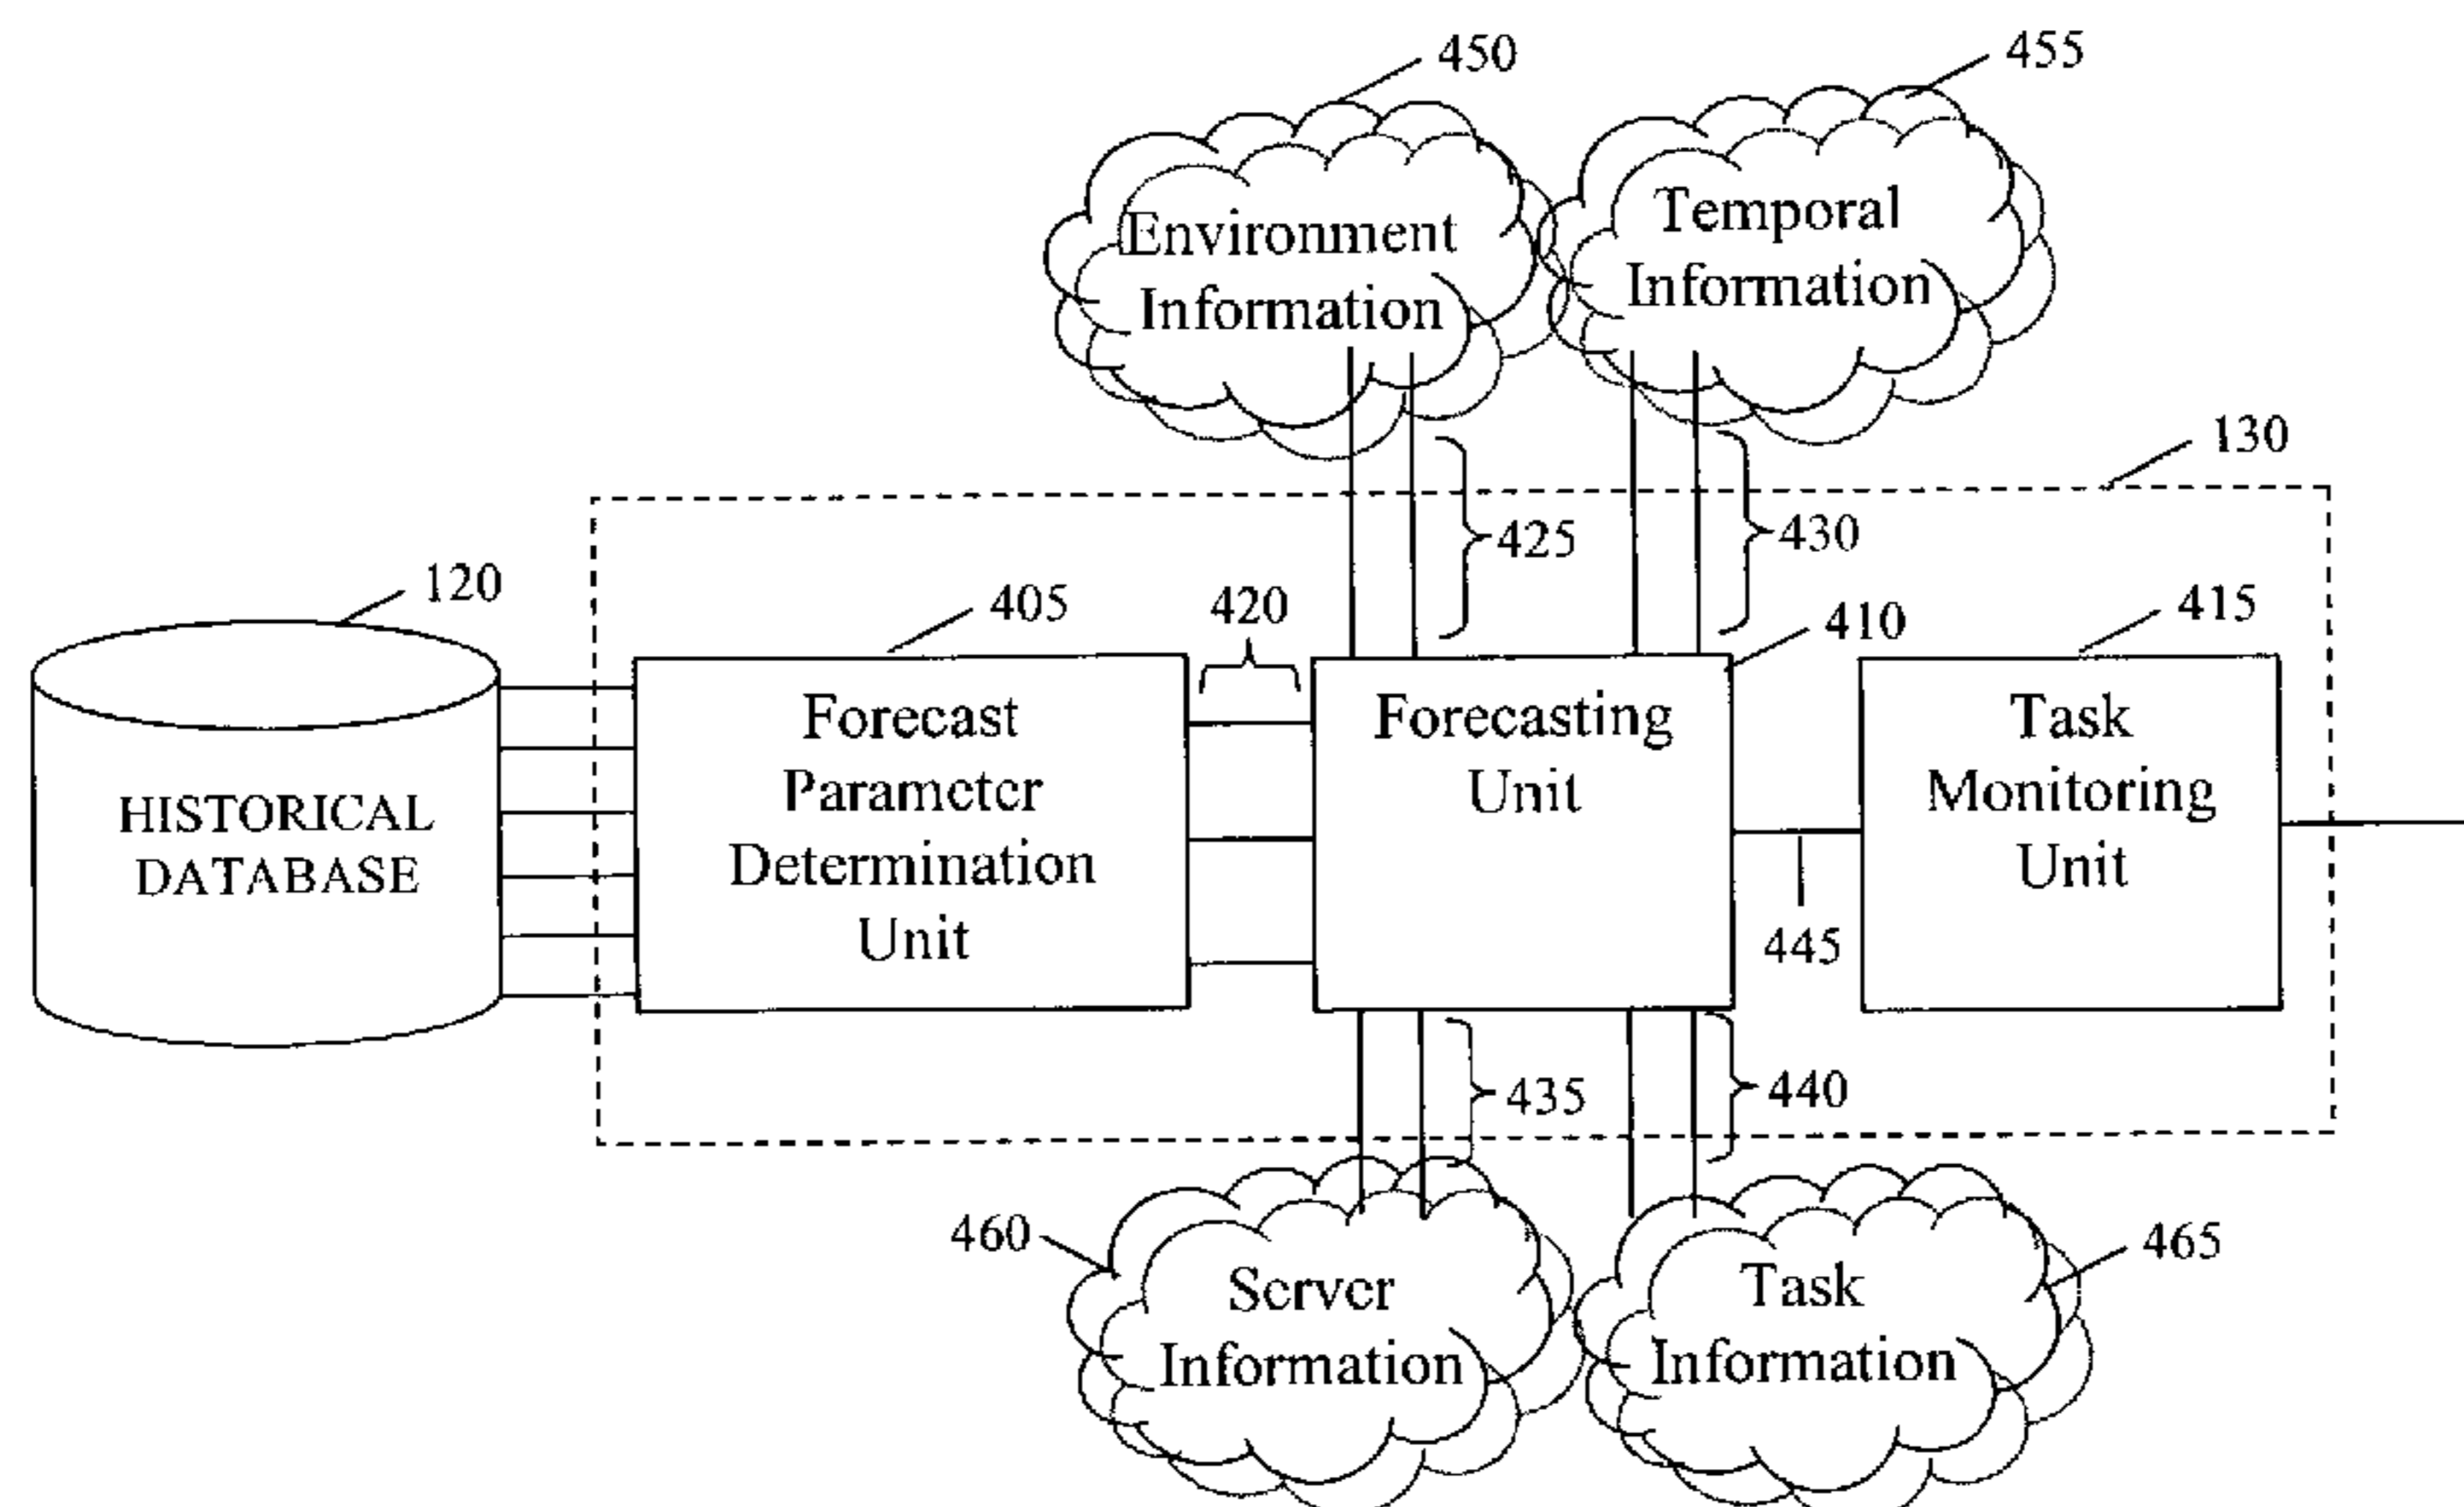 450
455
Environment
Information
Temporal
Information
130
425
430
120
405
420
410
415
HISTORICAL
DATABASE
Forecast
Parameter
Determination
Unit
Forecasting
Unit
Task
Monitoring
Unit
445
435
440
460
465
Server
Information
Task
Information